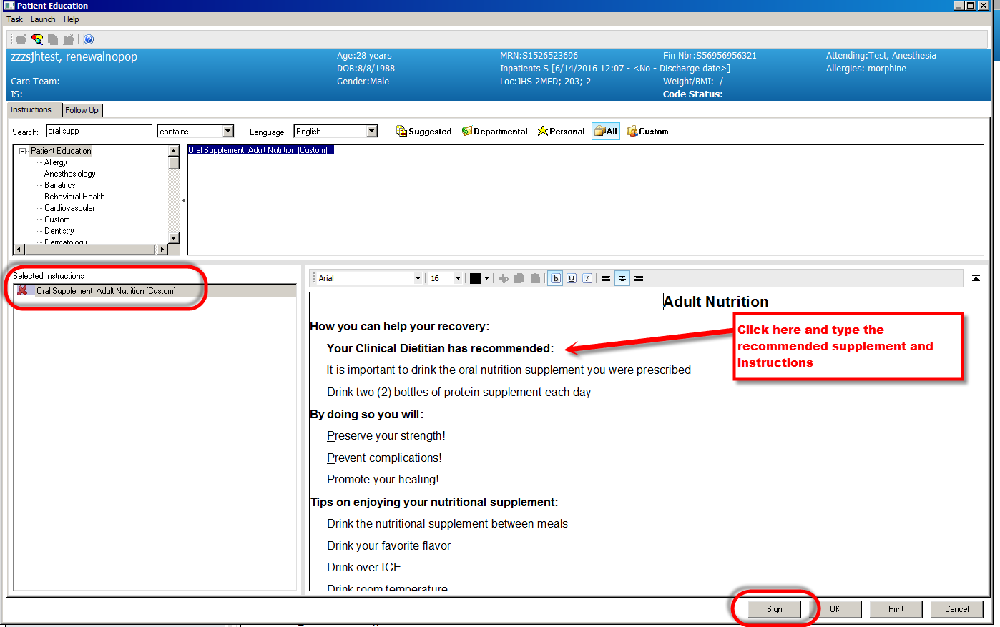 Patient Education
Task Launch Help
zzzsjhtest, renewalnopop Age:28 years MRN:S1526523696 Fin Nbr:S56956956321 Attending:Test, Anesthesia
DOB:8/8/1988 Inpatients S [6/14/2016 12:07 - <No - Discharge date>] Allergies: morphine
Care Team: Gender:Male Loc:JHS 2MED; 203; 2 Weight/BMI: /
IS: Code Status:
Instructions Follow Up
Search: oral supp contains Language: English Suggested Departmental Personal All Custom
Patient Education
Allergy
Anesthesiology
Bariatrics
Behavioral Health
Cardiovascular
Custom
Dentistry
Dermatology
Oral Supplement_Adult Nutrition (Custom)
Selected Instructions
Oral Supplement_Adult Nutrition (Custom)
Arial 16 b u i
Adult Nutrition
How you can help your recovery:
Your Clinical Dietitian has recommended:
It is important to drink the oral nutrition supplement you were prescribed
Drink two (2) bottles of protein supplement each day
By doing so you will:
Preserve your strength!
Prevent complications!
Promote your healing!
Tips on enjoying your nutritional supplement:
Drink the nutritional supplement between meals
Drink your favorite flavor
Drink over ICE
Drink room temperature
Click here and type the
recommended supplement and
instructions
Sign OK Print Cancel